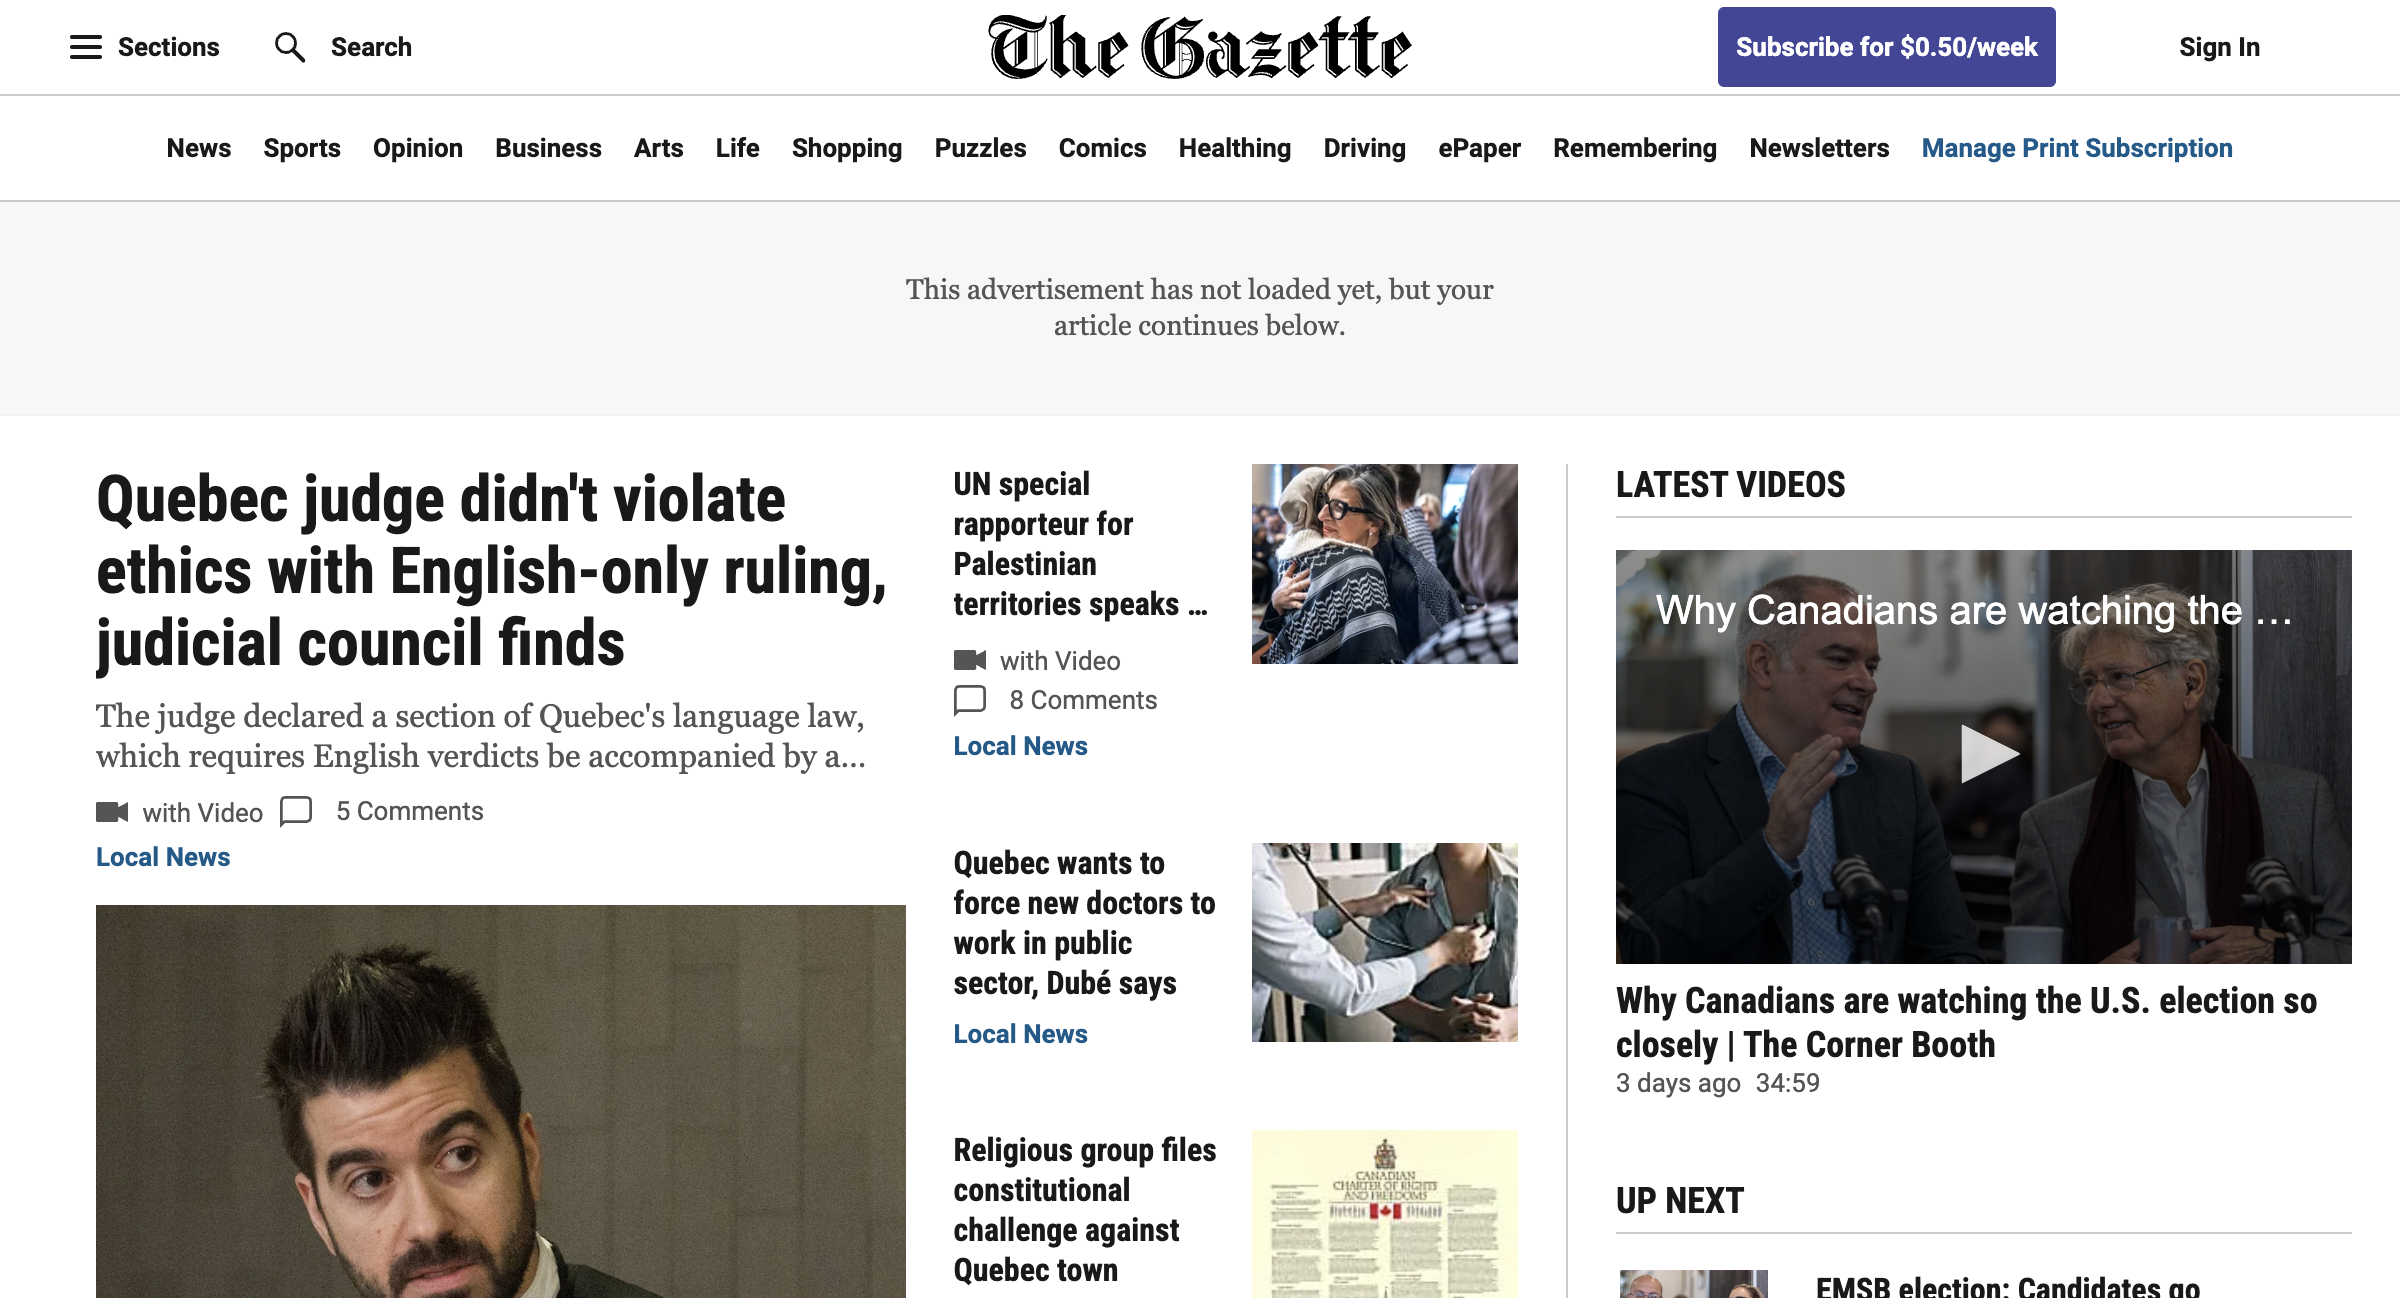 Sections
Search
The Gazette
Subscribe for $0.50/week
Sign In
News
Sports
Opinion
Business
Arts
Life
Shopping
Puzzles
Comics
Healthing
Driving
ePaper
Remembering
Newsletters
Manage Print Subscription
This advertisement has not loaded yet, but your
article continues below.
Quebec judge didn't violate
ethics with English-only ruling,
judicial council finds
The judge declared a section of Quebec's language law,
which requires English verdicts be accompanied by a...
with Video
5 Comments
Local News
UN special
rapporteur for
Palestinian
territories speaks ...
with Video
8 Comments
Local News
Quebec wants to
force new doctors to
work in public
sector, Dubé says
Local News
Religious group files
constitutional
challenge against
Quebec town
CANADIAN
CHARTER OF RIGHTS
AND FREEDOMS
LATEST VIDEOS
Why Canadians are watching the ...
Why Canadians are watching the U.S. election so
closely | The Corner Booth
3 days ago 34:59
UP NEXT
EMSB election: Candidates go